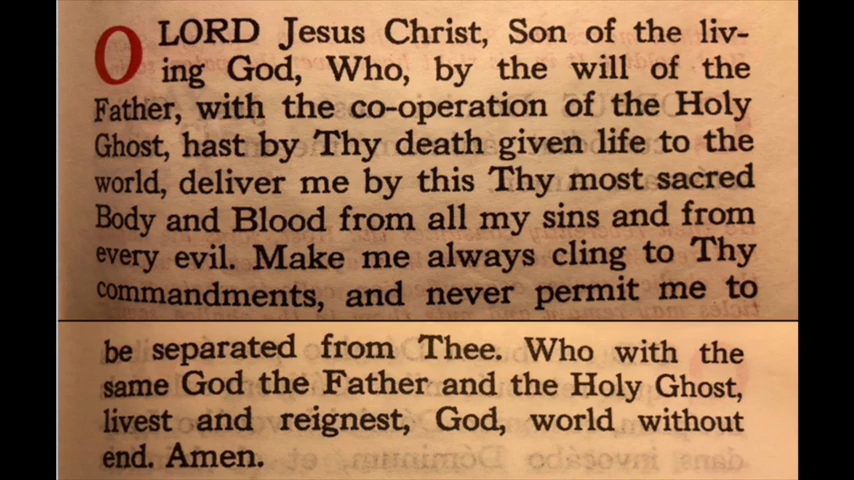 O LORD Jesus Christ, Son of the liv-
ing God, Who, by the will of the
Father, with the co-operation of the Holy
Ghost, hast by Thy death given life to the
world, deliver me by this Thy most sacred
Body and Blood from all my sins and from
every evil. Make me always cling to Thy
commandments, and never permit me to
be separated from Thee. Who with the
same God the Father and the Holy Ghost,
livest and reignest, God, world without
end. Amen.